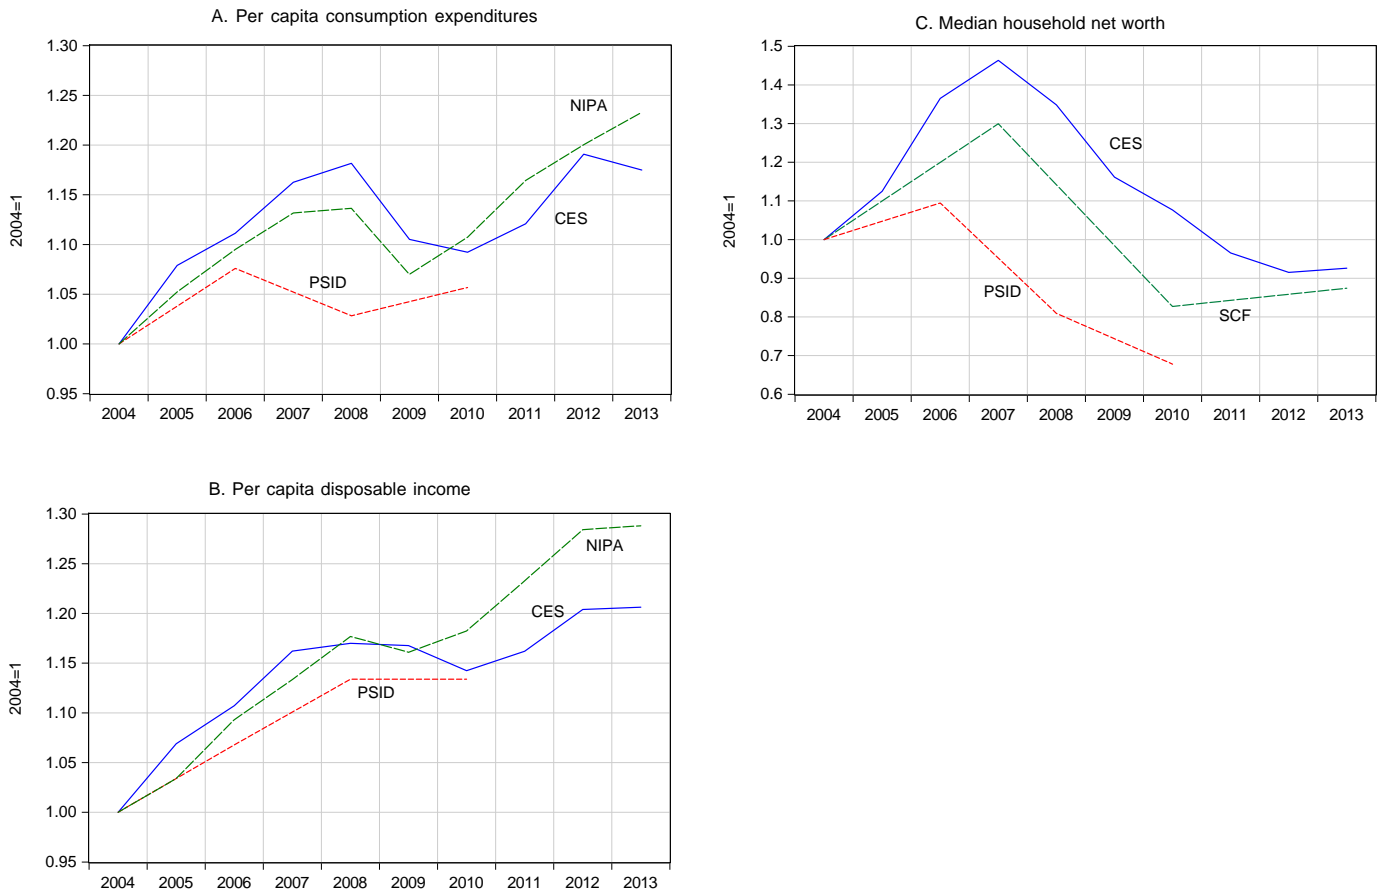 A. Per capita consumption expenditures
1.30
1.25
1.20
1.15
1.10
1.05
1.00
0.95
2004=1
NIPA
CES
PSID
2004 2005 2006 2007 2008 2009 2010 2011 2012 2013
C. Median household net worth
1.5
1.4
1.3
1.2
1.1
1.0
0.9
0.8
0.7
0.6
2004=1
CES
PSID
SCF
2004 2005 2006 2007 2008 2009 2010 2011 2012 2013
B. Per capita disposable income
1.30
1.25
1.20
1.15
1.10
1.05
1.00
0.95
2004=1
NIPA
CES
PSID
2004 2005 2006 2007 2008 2009 2010 2011 2012 2013